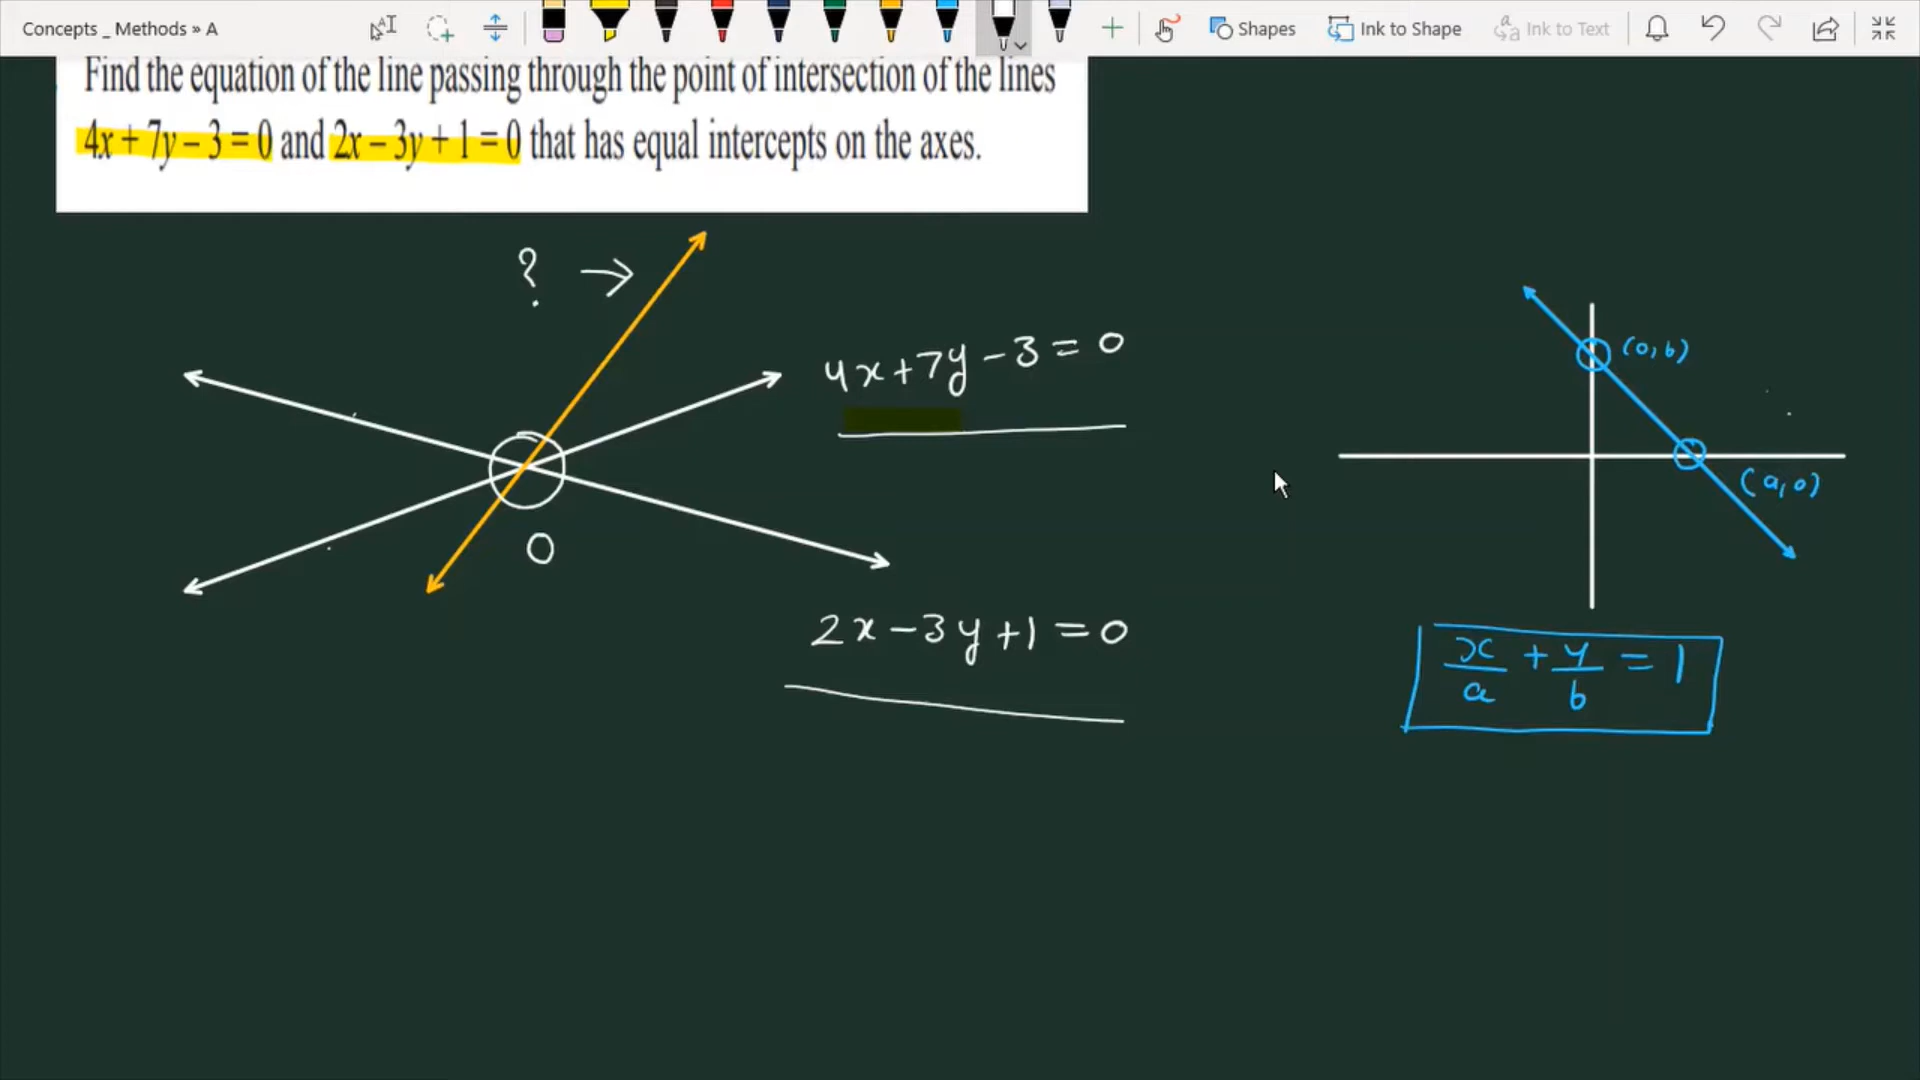 Concepts _ Methods » A
Shapes
Ink to Shape
Ink to Text
Find the equation of the line passing through the point of intersection of the lines
4x + 7y – 3 = 0 and 2x – 3y + 1 = 0 that has equal intercepts on the axes.
? →
4x+7y-3=0
O
2x-3y+1=0
(0,b)
(a,0)
x/a + y/b = 1